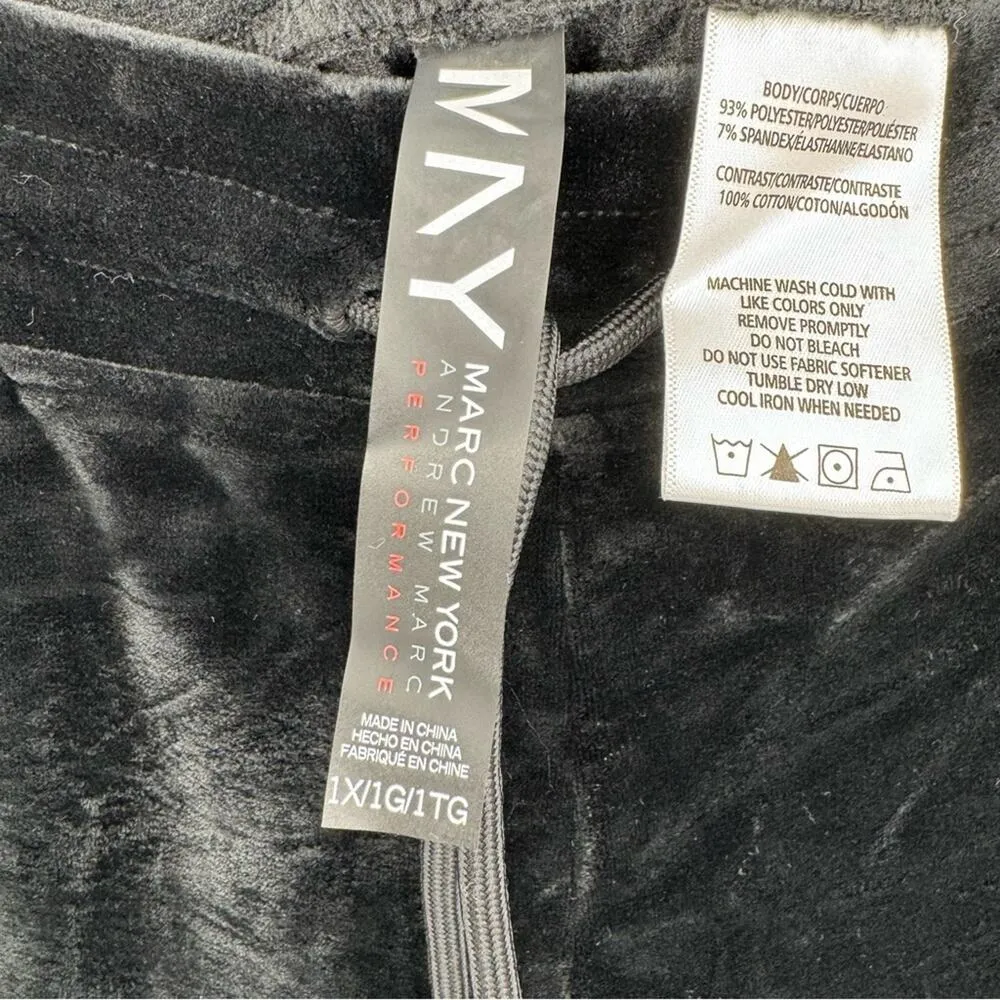 MNY
MARC NEW YORK
ANDREW MARC
PERFORMANCE
MADE IN CHINA
HECHO EN CHINA
FABRIQUÉ EN CHINE
1X/1G/1TG
BODY/CORPS/CUERPO
93% POLYESTER/POLYESTER/POLIÉSTER
7% SPANDEX/ÉLASTHANNE/ELASTANO
CONTRAST/CONTRASTE/CONTRASTE
100% COTTON/COTON/ALGODÓN
MACHINE WASH COLD WITH
LIKE COLORS ONLY
REMOVE PROMPTLY
DO NOT BLEACH
DO NOT USE FABRIC SOFTENER
TUMBLE DRY LOW
COOL IRON WHEN NEEDED